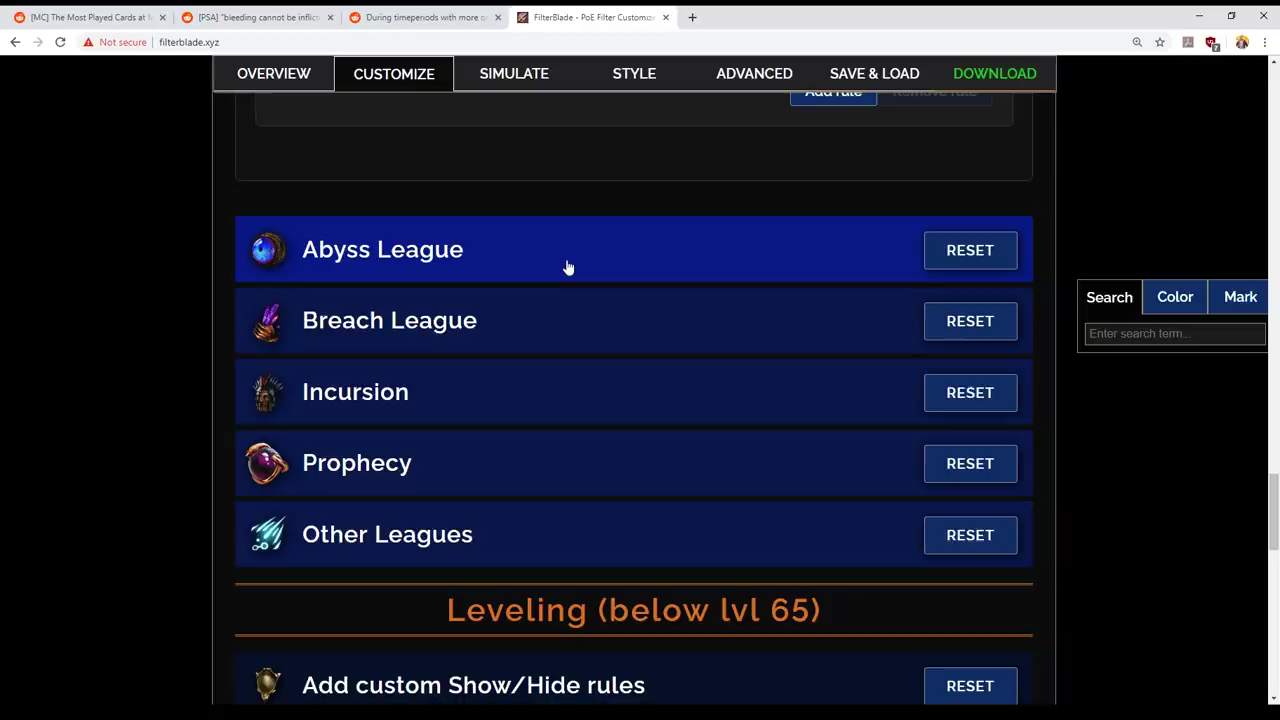 [MC] The Most Played Cards at M
[PSA] "bleeding cannot be inflict
During timeperiods with more o
FilterBlade - PoE Filter Customiz
Not secure
filterblade.xyz
OVERVIEW
CUSTOMIZE
SIMULATE
STYLE
ADVANCED
SAVE & LOAD
DOWNLOAD
Add rule
Remove rule
Abyss League
RESET
Breach League
RESET
Search
Color
Mark
Enter search term...
Incursion
RESET
Prophecy
RESET
Other Leagues
RESET
Leveling (below lvl 65)
Add custom Show/Hide rules
RESET